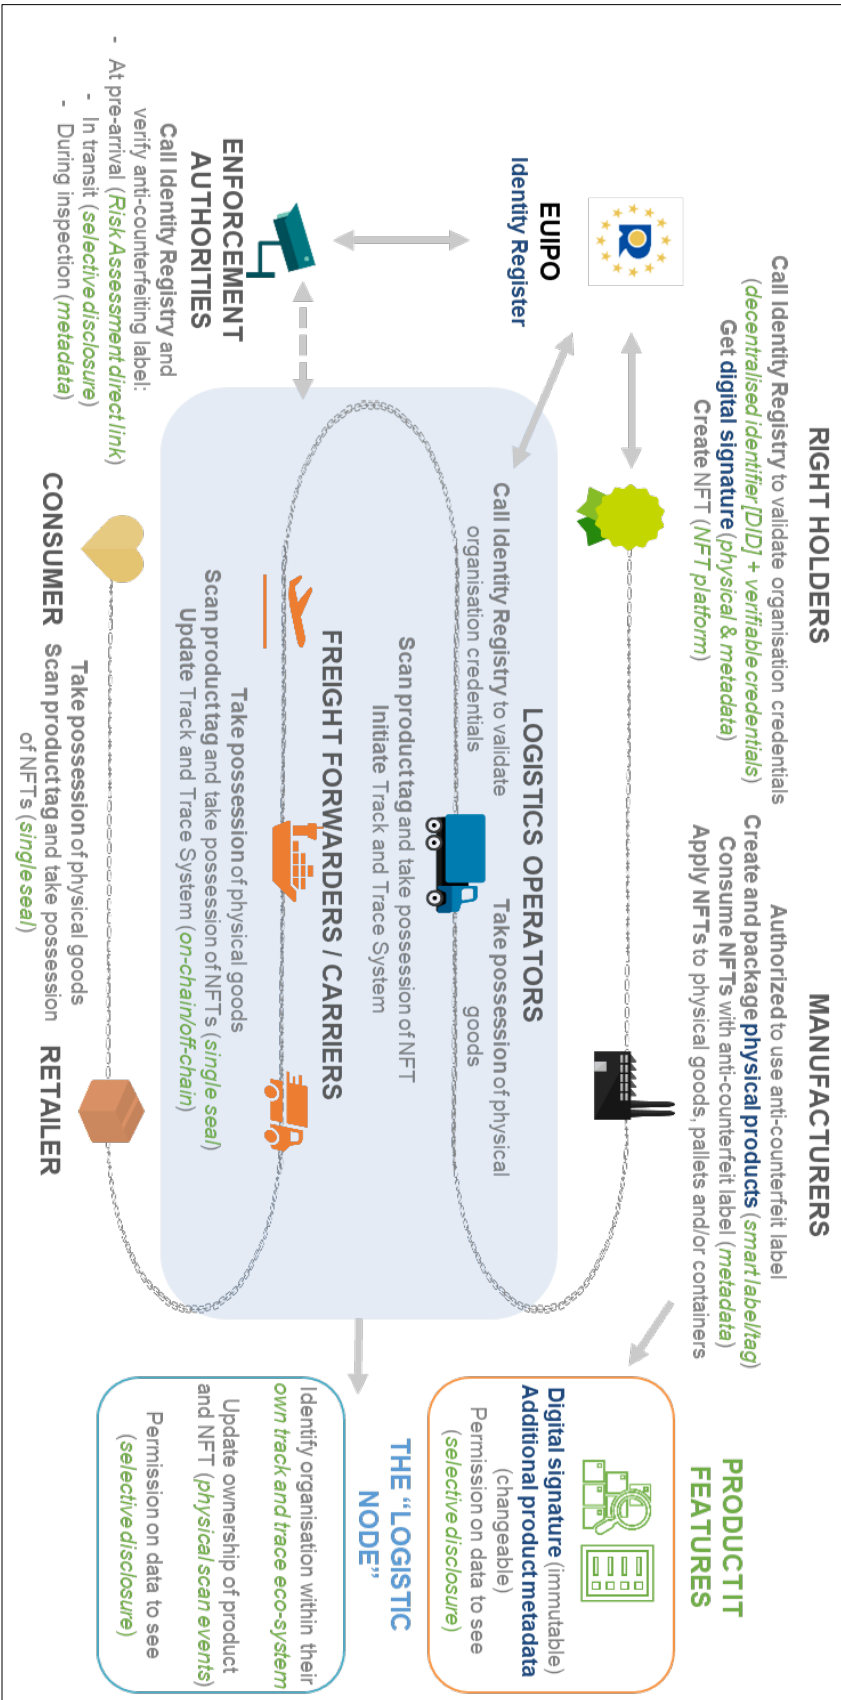 RIGHT HOLDERS
Call Identity Registry to validate organisation credentials
(decentralised identifier [DID] + verifiable credentials)
Get digital signature (physical & metadata)
Create NFT (NFT platform)
MANUFACTURERS
Authorized to use anti-counterfeit label
Create and package physical products (smart label/tag)
Consume NFTs with anti-counterfeit label (metadata)
Apply NFTs to physical goods, pallets and/or containers
PRODUCT IT
FEATURES
Digital signature (immutable)
Additional product metadata
(changeable)
Permission on data to see
(selective disclosure)
EUIPO
Identity Register
LOGISTICS OPERATORS
Call Identity Registry to validate
organisation credentials
Take possession of physical
goods
Scan product tag and take possession of NFT
Initiate Track and Trace System
THE “LOGISTIC
NODE”
Identify organisation within their
own track and trace eco-system
Update ownership of product
and NFT (physical scan events)
Permission on data to see
(selective disclosure)
FREIGHT FORWARDERS / CARRIERS
Take possession of physical goods
Scan product tag and take possession of NFTs (single seal)
Update Track and Trace System (on-chain/off-chain)
ENFORCEMENT
AUTHORITIES
Call Identity Registry and
verify anti-counterfeiting label:
- At pre-arrival (Risk Assessment direct link)
- In transit (selective disclosure)
- During inspection (metadata)
CONSUMER
Take possession of physical goods
Scan product tag and take possession
of NFTs (single seal)
RETAILER